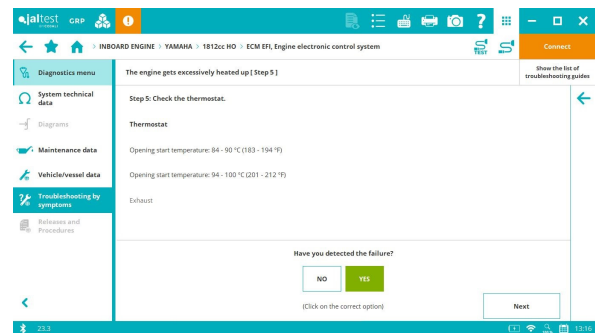 jaltest GRP
?
> INBOARD ENGINE > YAMAHA > 1812cc HO > ECM EFI, Engine electronic control system
TEST
Connect
Diagnostics menu
The engine gets excessively heated up [ Step 5 ]
Show the list of
troubleshooting guides
System technical
data
Step 5: Check the thermostat.
Diagrams
Thermostat
Maintenance data
Opening start temperature: 84 - 90 °C (183 - 194 °F)
Vehicle/vessel data
Opening start temperature: 94 - 100 °C (201 - 212 °F)
Troubleshooting by
symptoms
Exhaust
Releases and
Procedures
Have you detected the failure?
NO
YES
(Click on the correct option)
Next
23.3
13:16